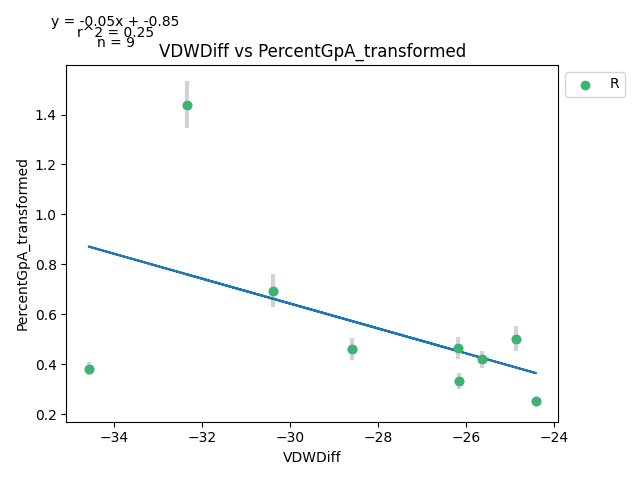 y = -0.05x + -0.85
r^2 = 0.25
n = 9
VDWDiff vs PercentGpA_transformed
R
PercentGpA_transformed
1.4
1.2
1.0
0.8
0.6
0.4
0.2
−34 −32 −30 −28 −26 −24
VDWDiff